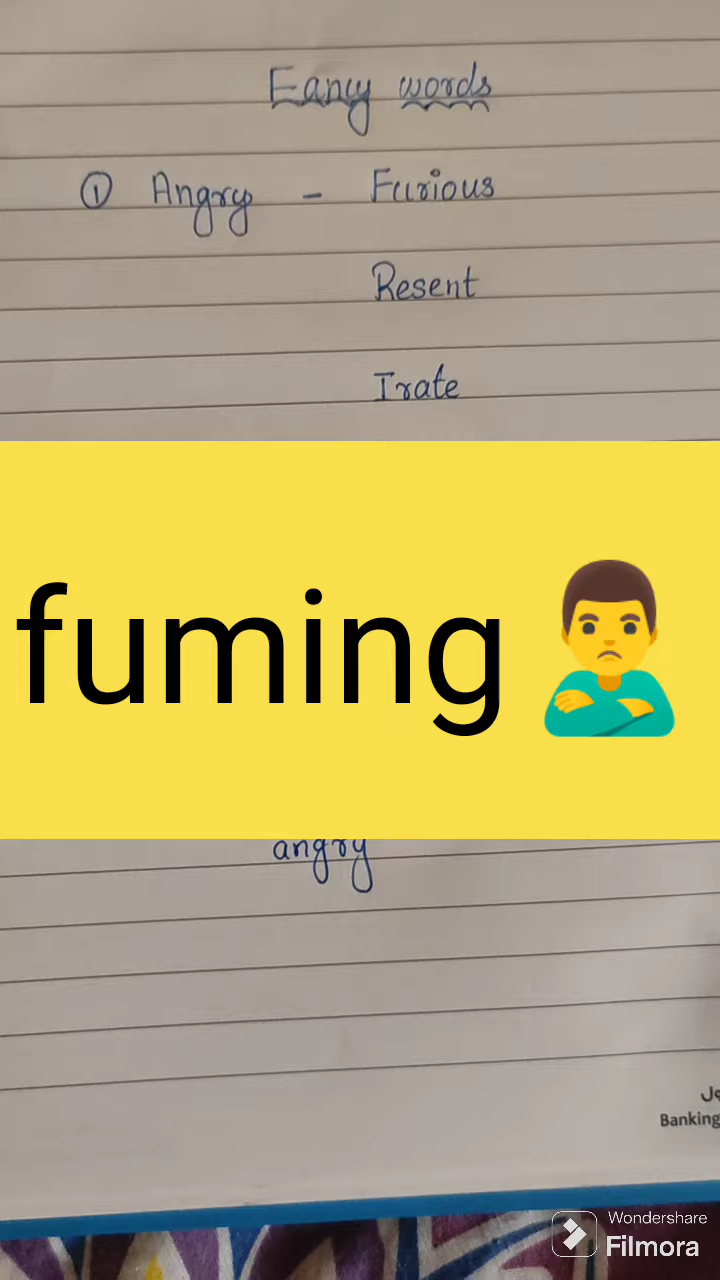 Fancy words
① Angry - Furious
Resent
Irate
fuming
angry
Banking
Wondershare
Filmora